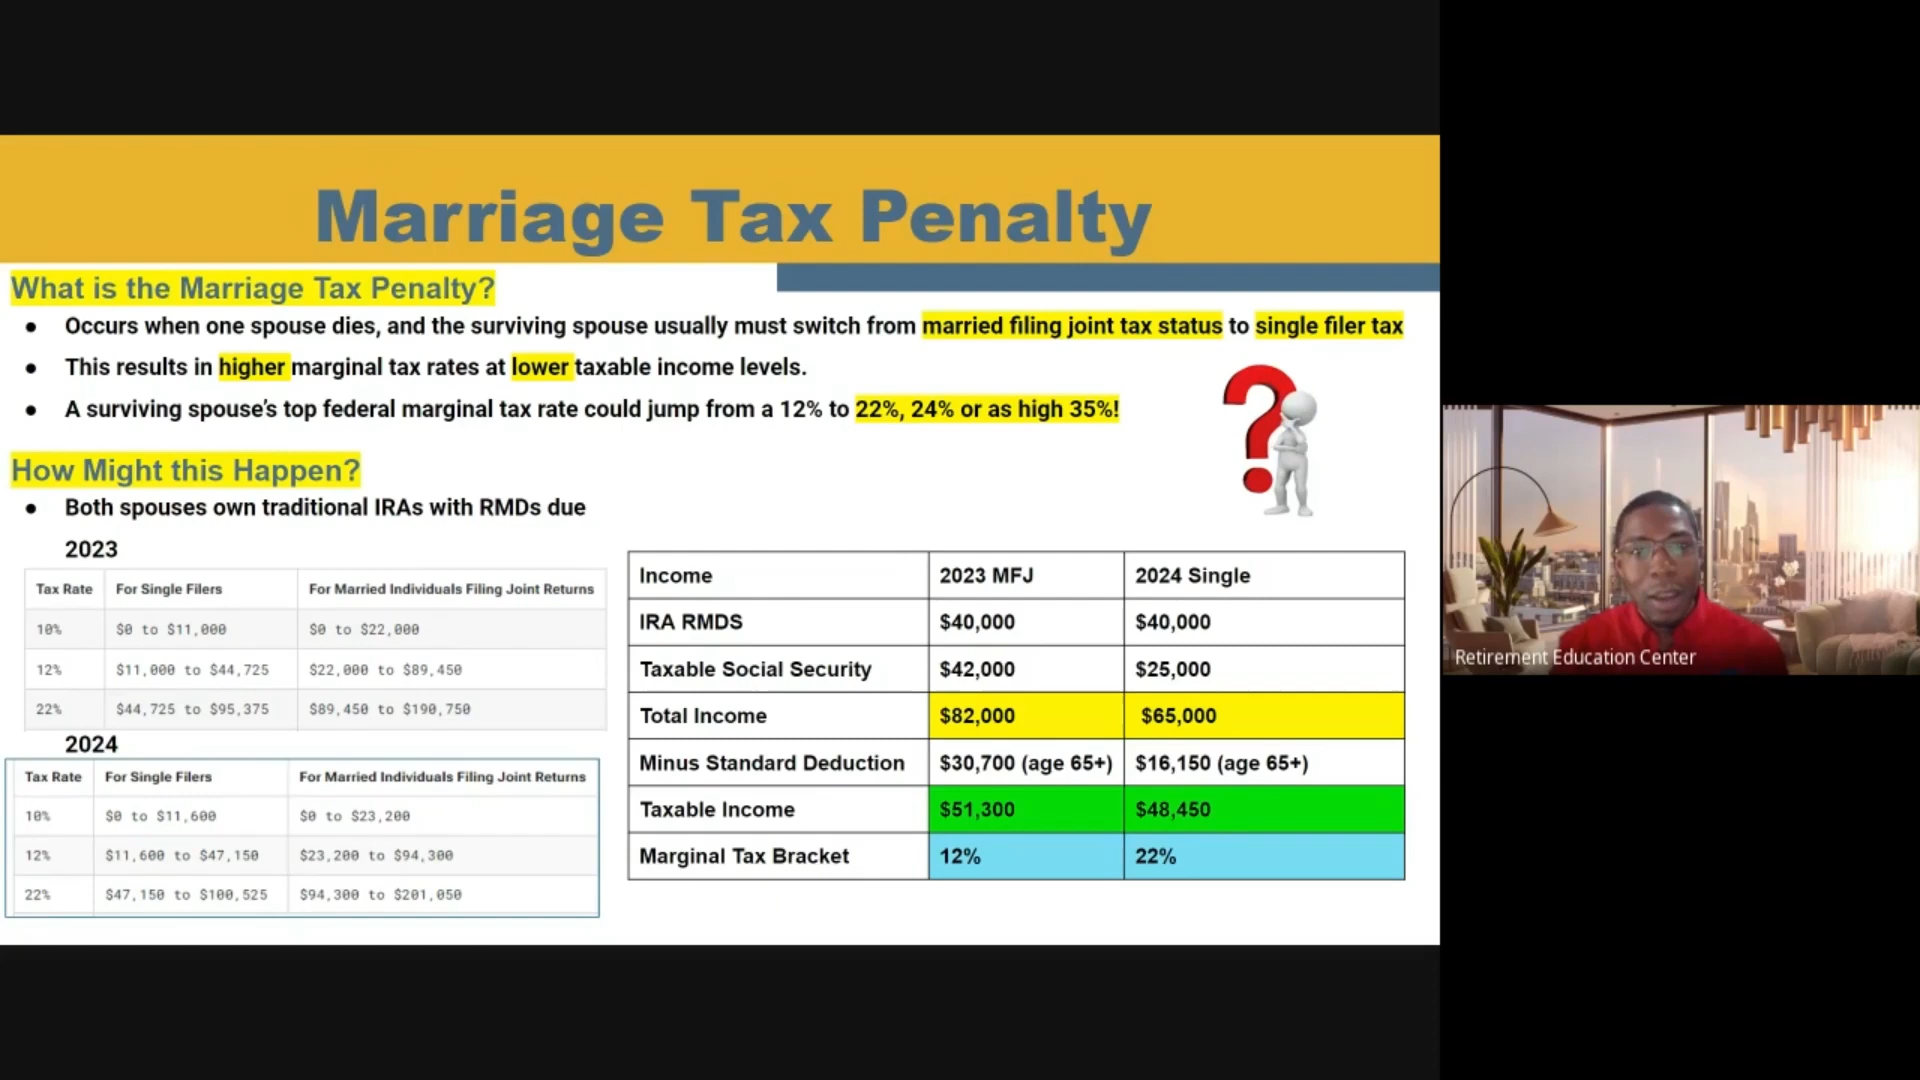 Marriage Tax Penalty
What is the Marriage Tax Penalty?
● Occurs when one spouse dies, and the surviving spouse usually must switch from married filing joint tax status to single filer tax
● This results in higher marginal tax rates at lower taxable income levels.
● A surviving spouse's top federal marginal tax rate could jump from a 12% to 22%, 24% or as high 35%!
How Might this Happen?
● Both spouses own traditional IRAs with RMDs due
2023
Tax Rate For Single Filers For Married Individuals Filing Joint Returns
10% $0 to $11,000 $0 to $22,000
12% $11,000 to $44,725 $22,000 to $89,450
22% $44,725 to $95,375 $89,450 to $190,750
2024
Tax Rate For Single Filers For Married Individuals Filing Joint Returns
10% $0 to $11,600 $0 to $23,200
12% $11,600 to $47,150 $23,200 to $94,300
22% $47,150 to $100,525 $94,300 to $201,050
Income 2023 MFJ 2024 Single
IRA RMDS $40,000 $40,000
Taxable Social Security $42,000 $25,000
Total Income $82,000 $65,000
Minus Standard Deduction $30,700 (age 65+) $16,150 (age 65+)
Taxable Income $51,300 $48,450
Marginal Tax Bracket 12% 22%
Retirement Education Center